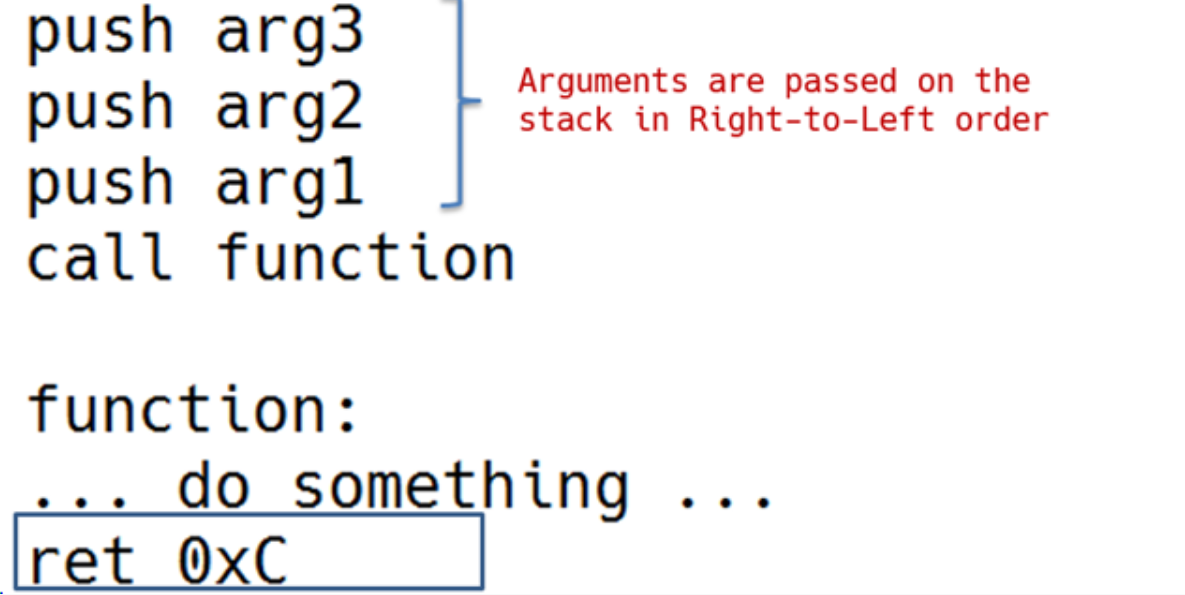 push arg3
push arg2
push arg1
call function
Arguments are passed on the
stack in Right-to-Left order
function:
... do something ...
ret 0xC